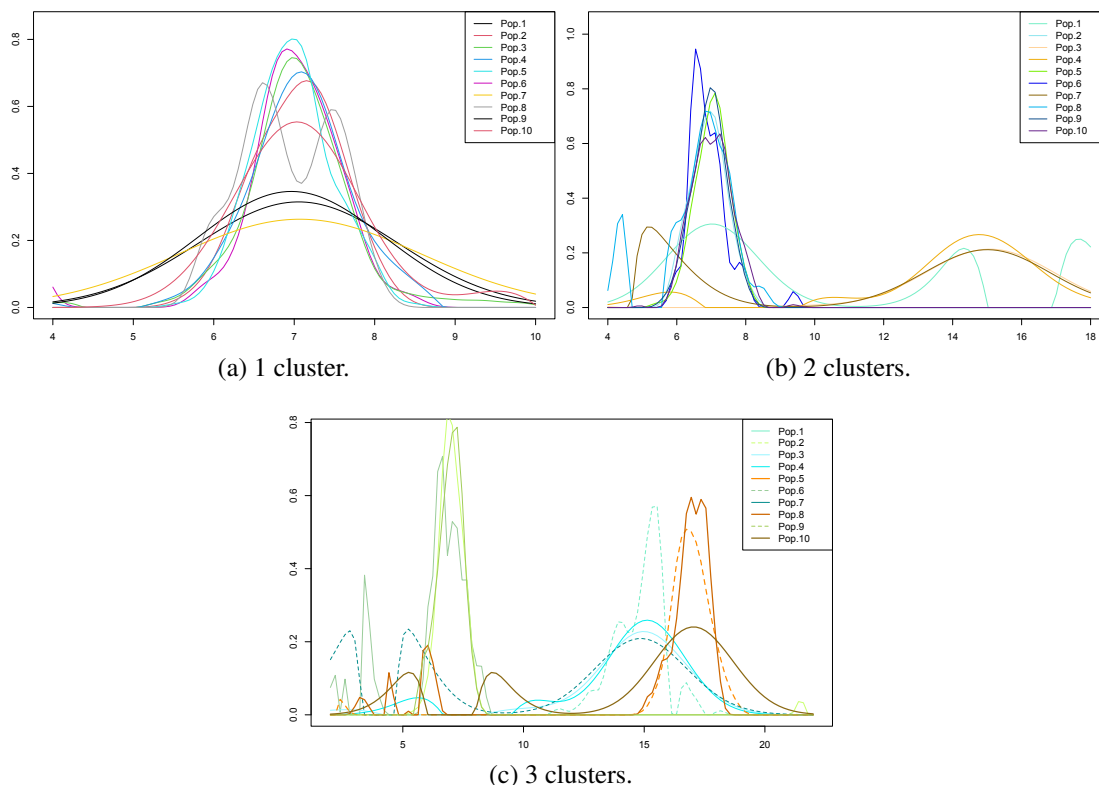 0.8
0.6
0.4
0.2
0.0
4 5 6 7 8 9 10
Pop.1
Pop.2
Pop.3
Pop.4
Pop.5
Pop.6
Pop.7
Pop.8
Pop.9
Pop.10
(a) 1 cluster.
1.0
0.8
0.6
0.4
0.2
0.0
4 6 8 10 12 14 16 18
Pop.1
Pop.2
Pop.3
Pop.4
Pop.5
Pop.6
Pop.7
Pop.8
Pop.9
Pop.10
(b) 2 clusters.
0.8
0.6
0.4
0.2
0.0
5 10 15 20
Pop.1
Pop.2
Pop.3
Pop.4
Pop.5
Pop.6
Pop.7
Pop.8
Pop.9
Pop.10
(c) 3 clusters.